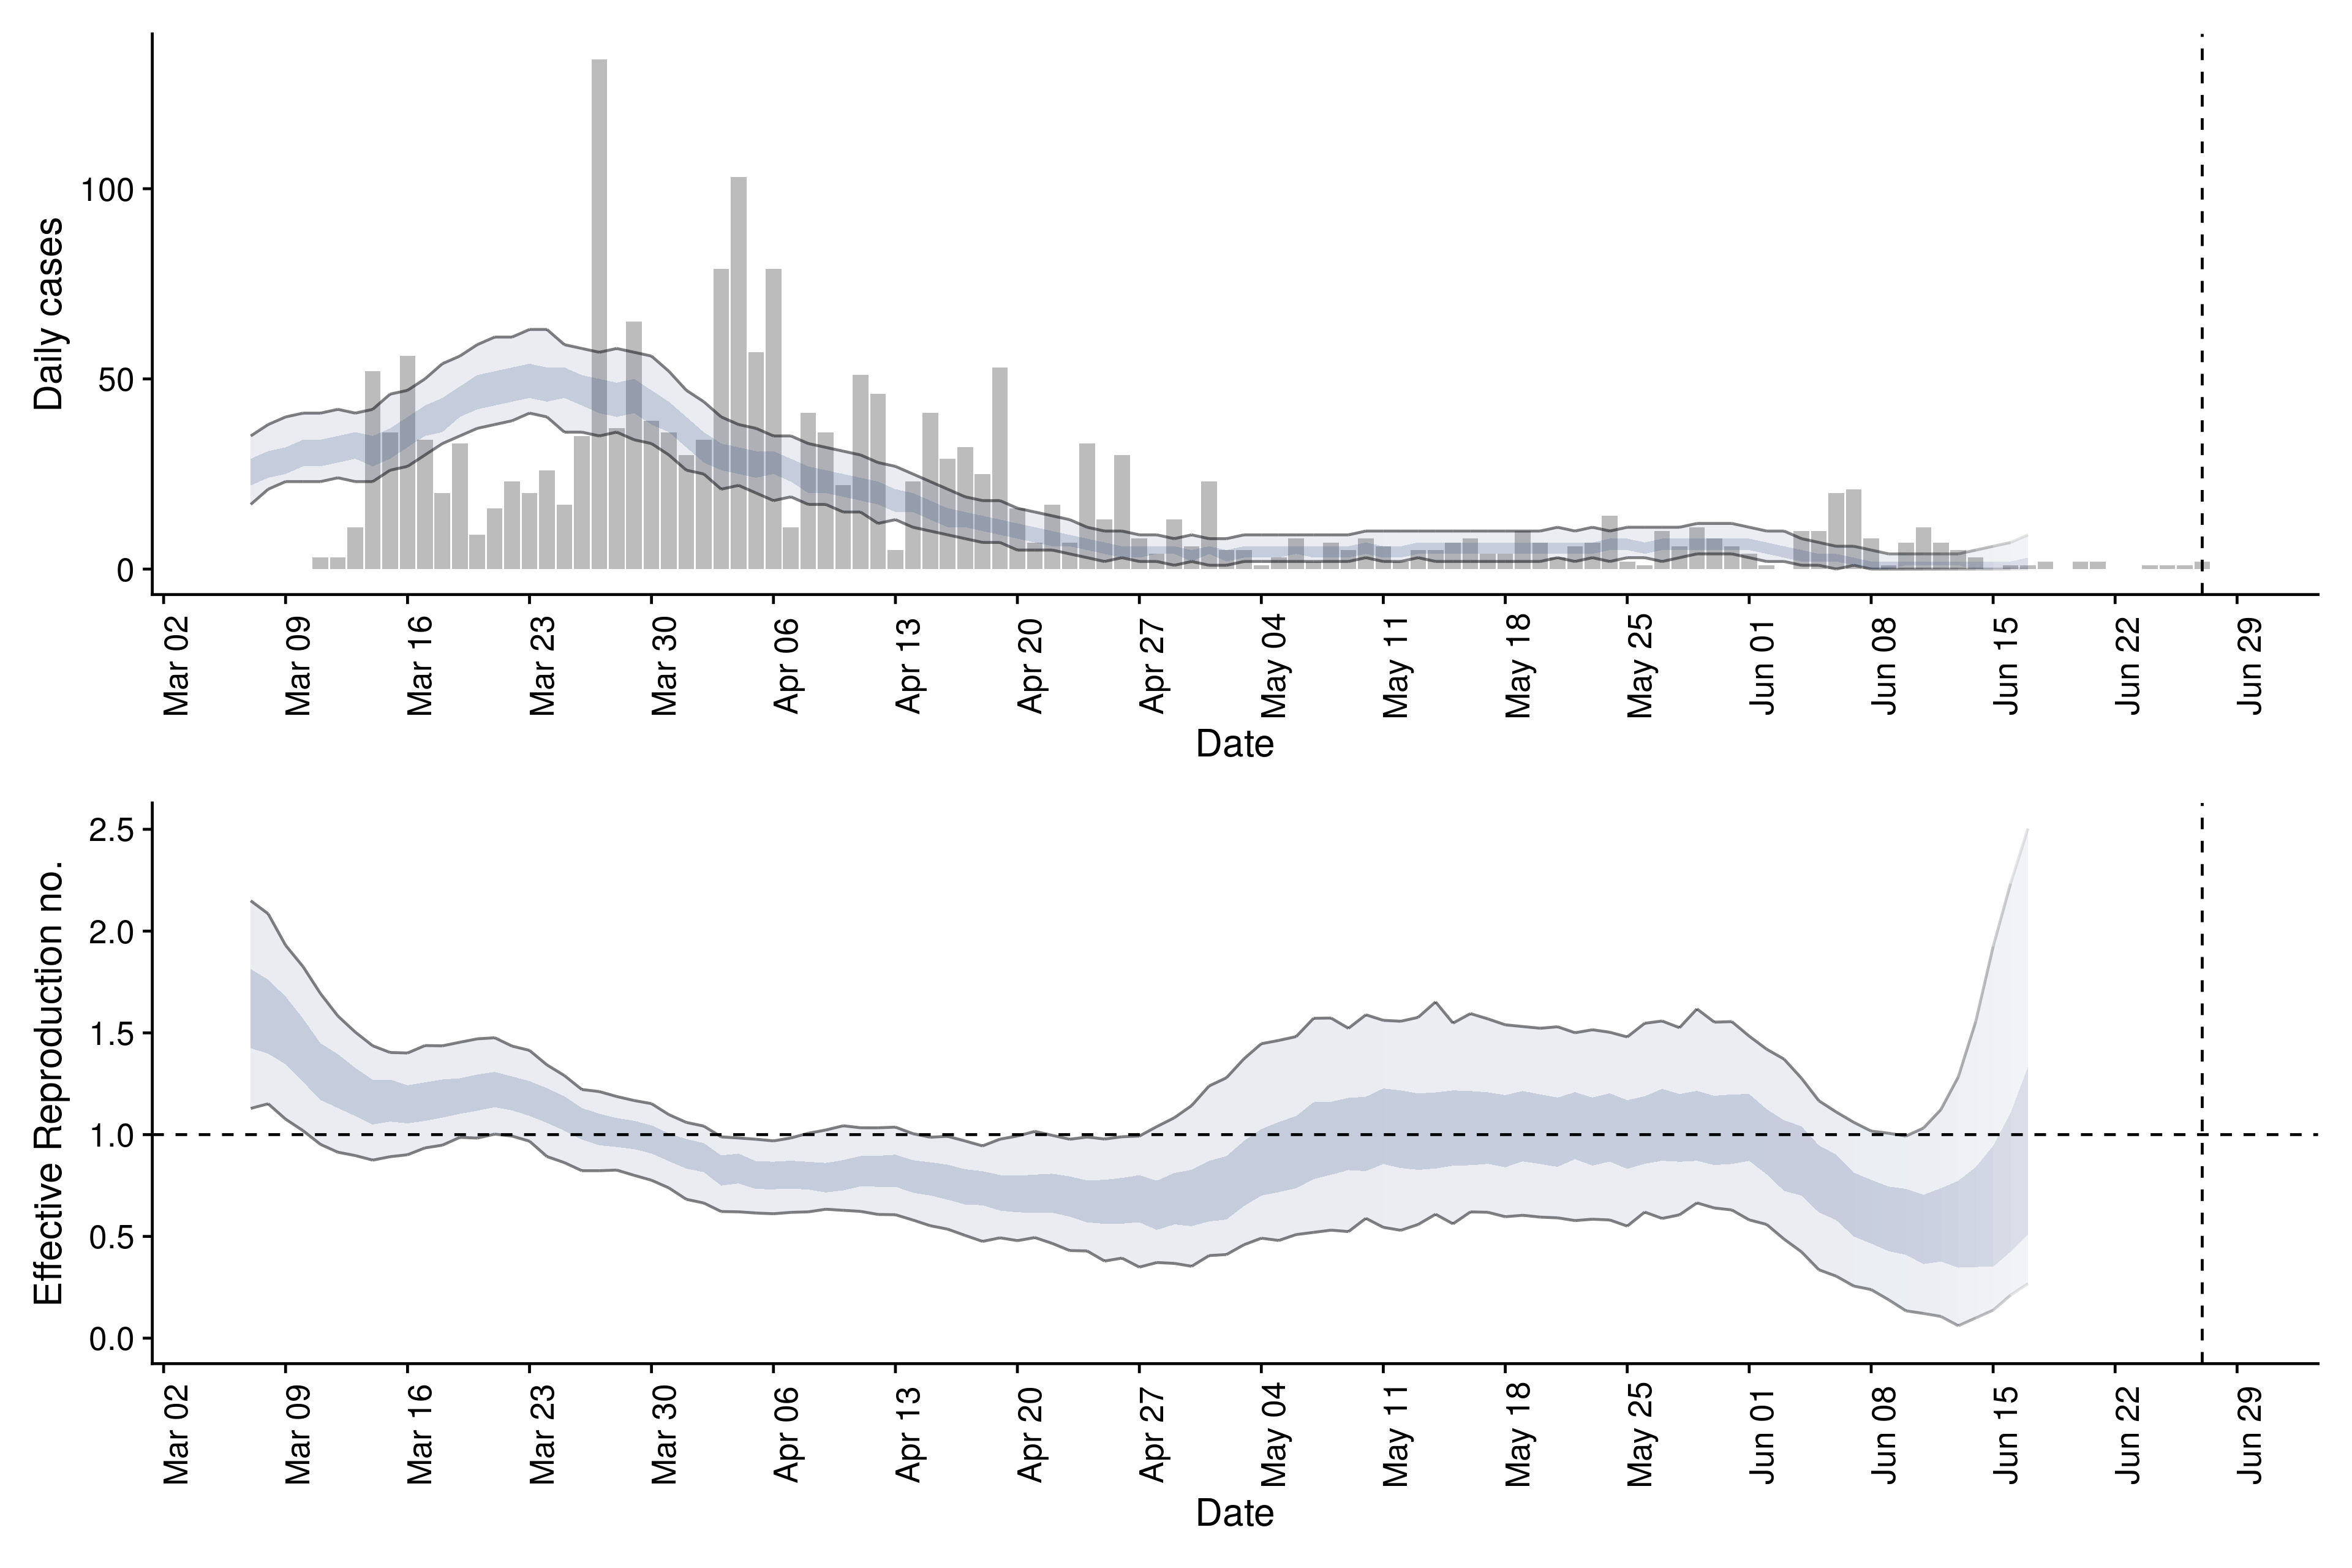 Daily cases
100
50
0
Mar 02 Mar 09 Mar 16 Mar 23 Mar 30 Apr 06 Apr 13 Apr 20 Apr 27 May 04 May 11 May 18 May 25 Jun 01 Jun 08 Jun 15 Jun 22 Jun 29
Date
Effective Reproduction no.
2.5
2.0
1.5
1.0
0.5
0.0
Mar 02 Mar 09 Mar 16 Mar 23 Mar 30 Apr 06 Apr 13 Apr 20 Apr 27 May 04 May 11 May 18 May 25 Jun 01 Jun 08 Jun 15 Jun 22 Jun 29
Date